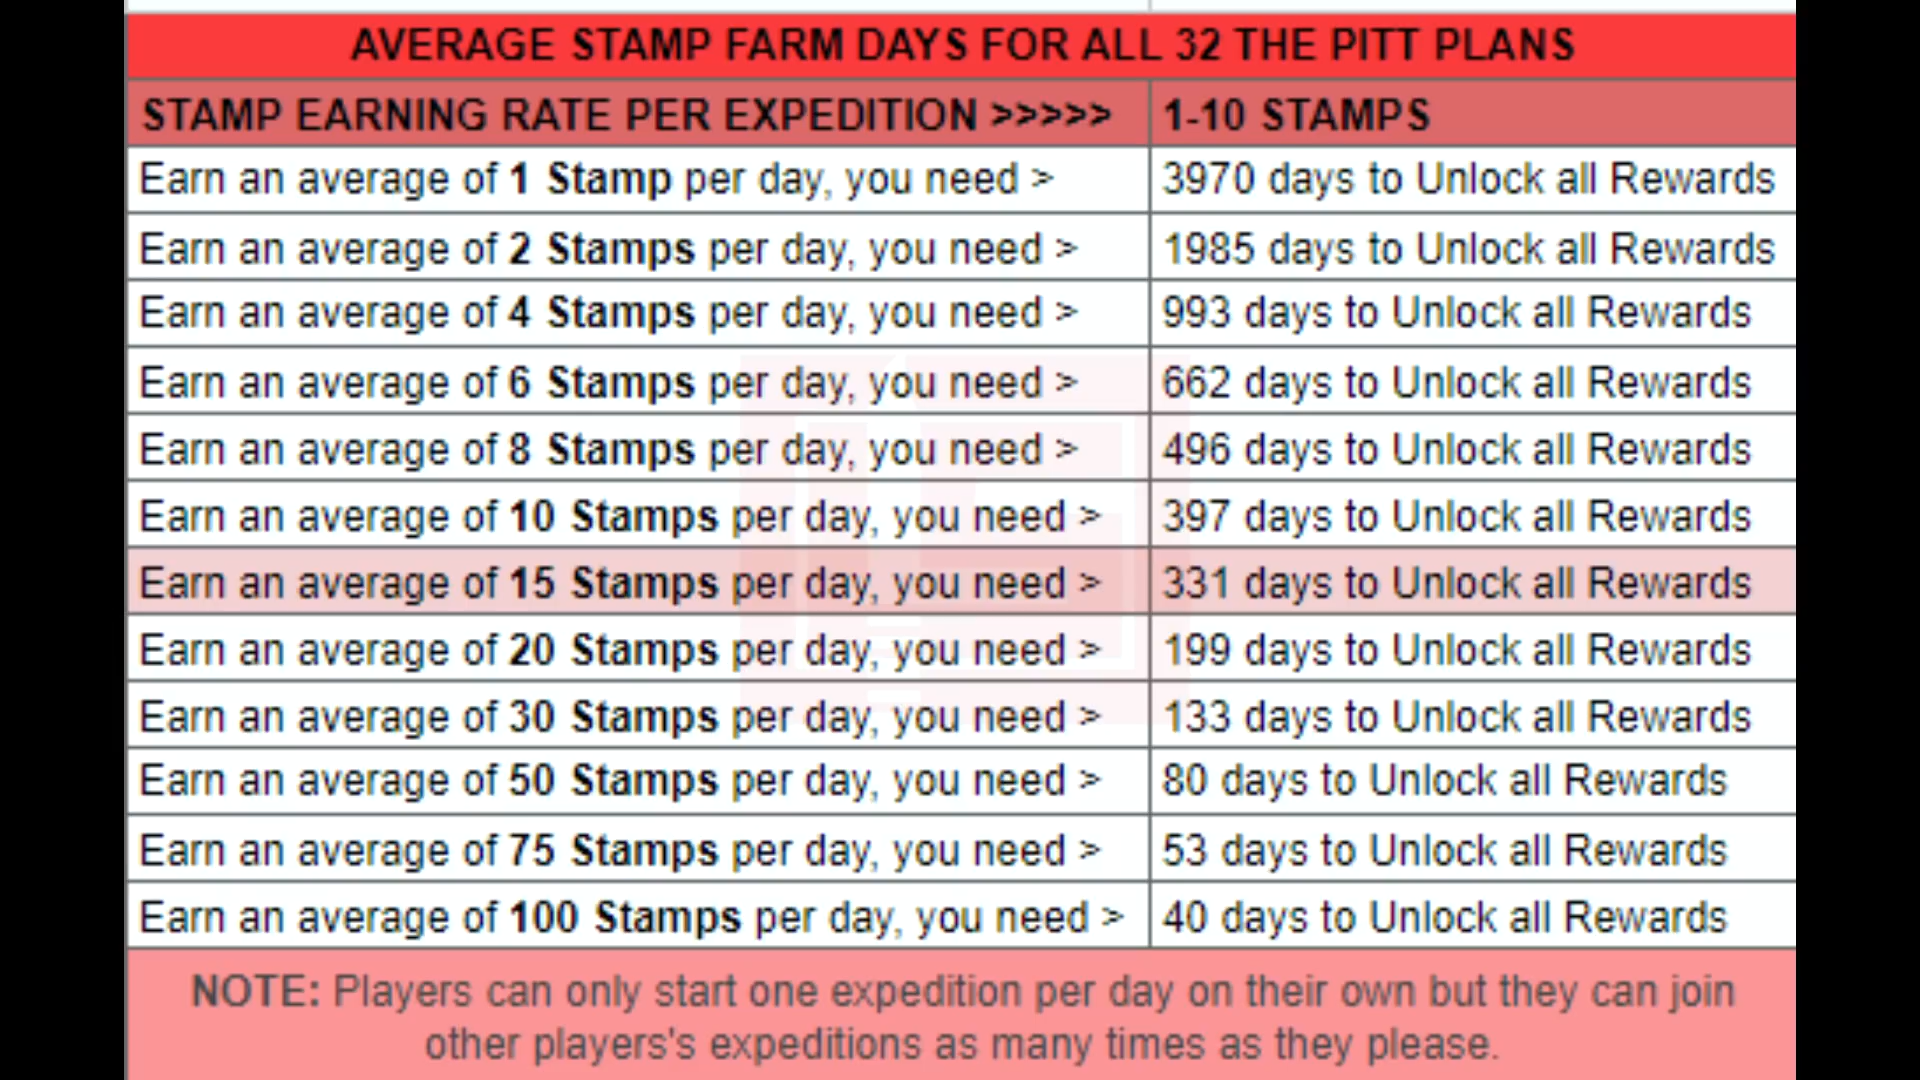 AVERAGE STAMP FARM DAYS FOR ALL 32 THE PITT PLANS
STAMP EARNING RATE PER EXPEDITION >>>>> 1-10 STAMPS
Earn an average of 1 Stamp per day, you need > 3970 days to Unlock all Rewards
Earn an average of 2 Stamps per day, you need > 1985 days to Unlock all Rewards
Earn an average of 4 Stamps per day, you need > 993 days to Unlock all Rewards
Earn an average of 6 Stamps per day, you need > 662 days to Unlock all Rewards
Earn an average of 8 Stamps per day, you need > 496 days to Unlock all Rewards
Earn an average of 10 Stamps per day, you need > 397 days to Unlock all Rewards
Earn an average of 15 Stamps per day, you need > 331 days to Unlock all Rewards
Earn an average of 20 Stamps per day, you need > 199 days to Unlock all Rewards
Earn an average of 30 Stamps per day, you need > 133 days to Unlock all Rewards
Earn an average of 50 Stamps per day, you need > 80 days to Unlock all Rewards
Earn an average of 75 Stamps per day, you need > 53 days to Unlock all Rewards
Earn an average of 100 Stamps per day, you need > 40 days to Unlock all Rewards
NOTE: Players can only start one expedition per day on their own but they can join
other players's expeditions as many times as they please.